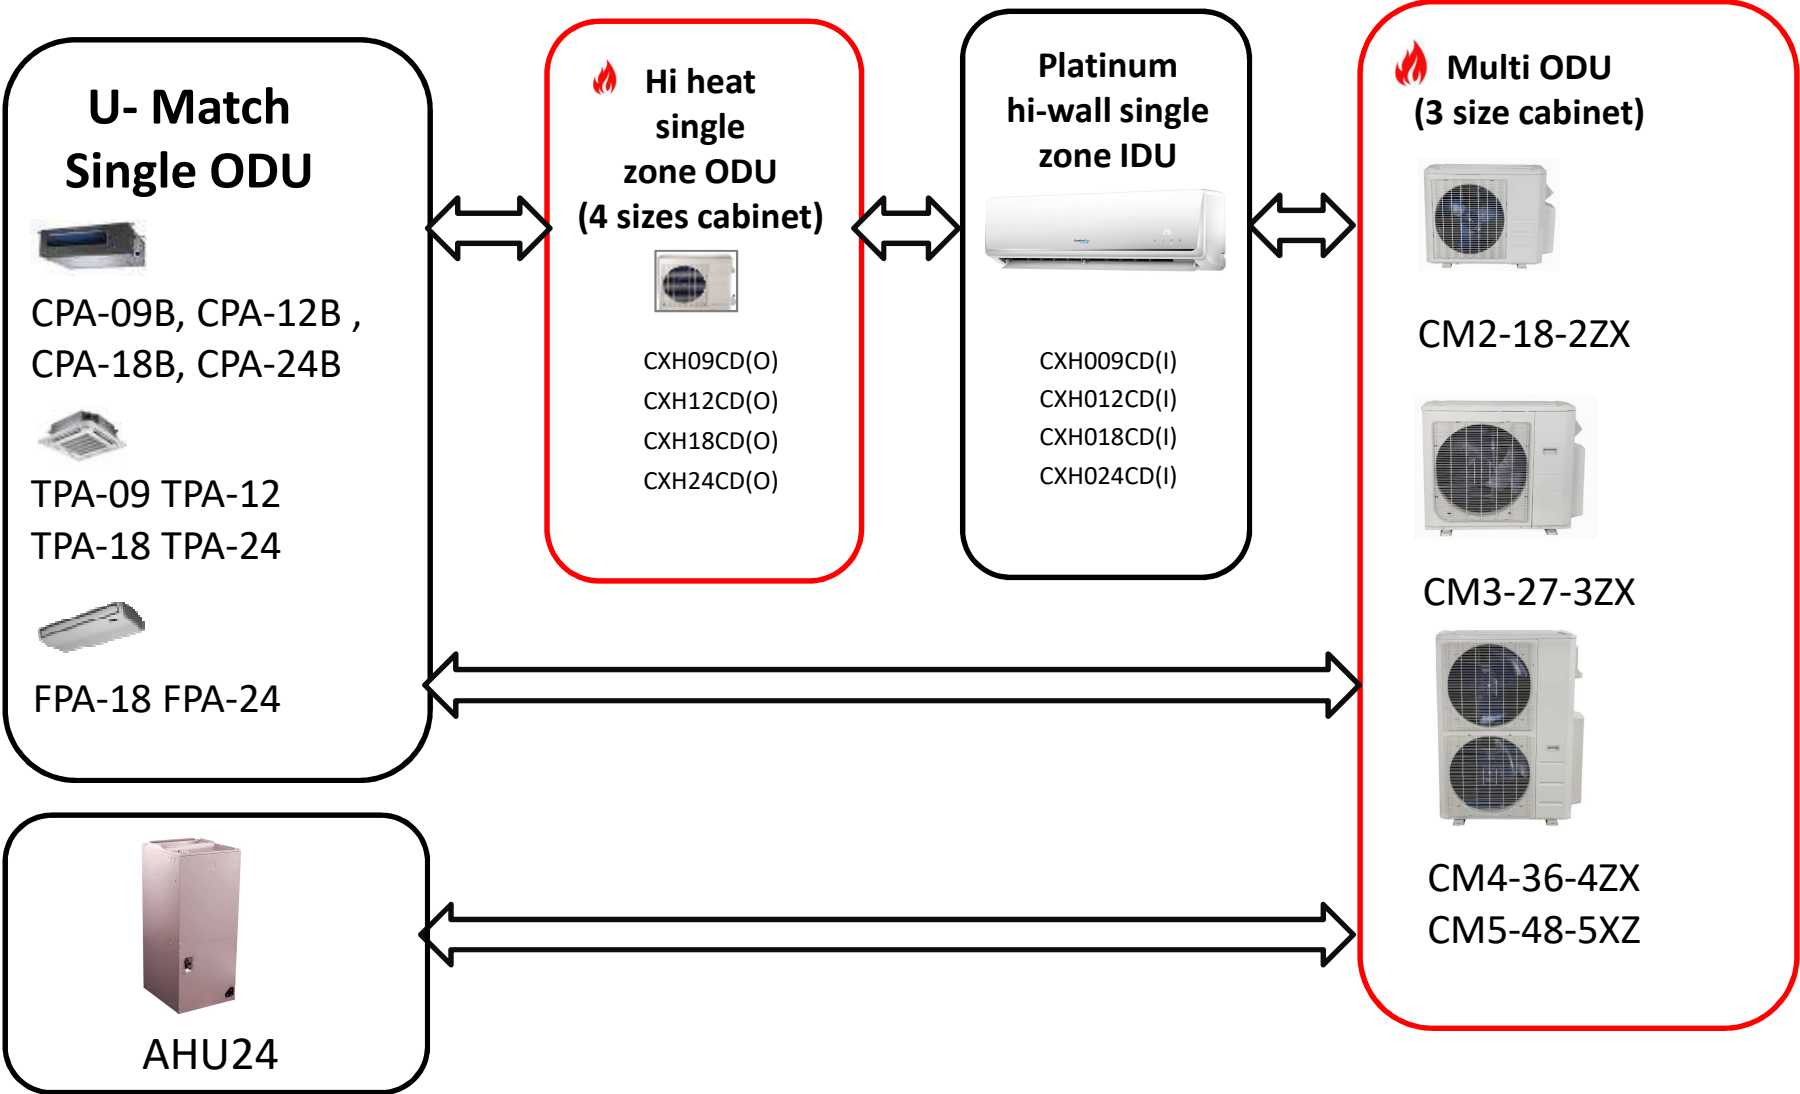 U- Match
Single ODU
CPA-09B, CPA-12B ,
CPA-18B, CPA-24B
TPA-09 TPA-12
TPA-18 TPA-24
FPA-18 FPA-24
AHU24
Hi heat
single
zone ODU
(4 sizes cabinet)
CXH09CD(O)
CXH12CD(O)
CXH18CD(O)
CXH24CD(O)
Platinum
hi-wall single
zone IDU
CXH009CD(I)
CXH012CD(I)
CXH018CD(I)
CXH024CD(I)
Multi ODU
(3 size cabinet)
CM2-18-2ZX
CM3-27-3ZX
CM4-36-4ZX
CM5-48-5XZ